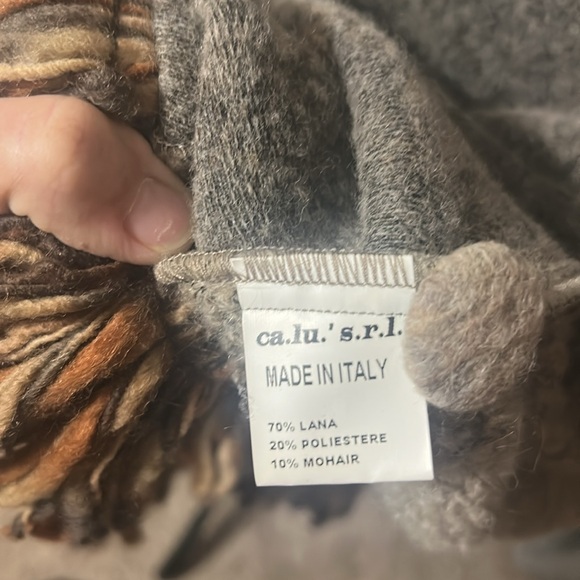 ca.lu.' s.r.l.
MADE IN ITALY
70% LANA
20% POLIESTERE
10% MOHAIR